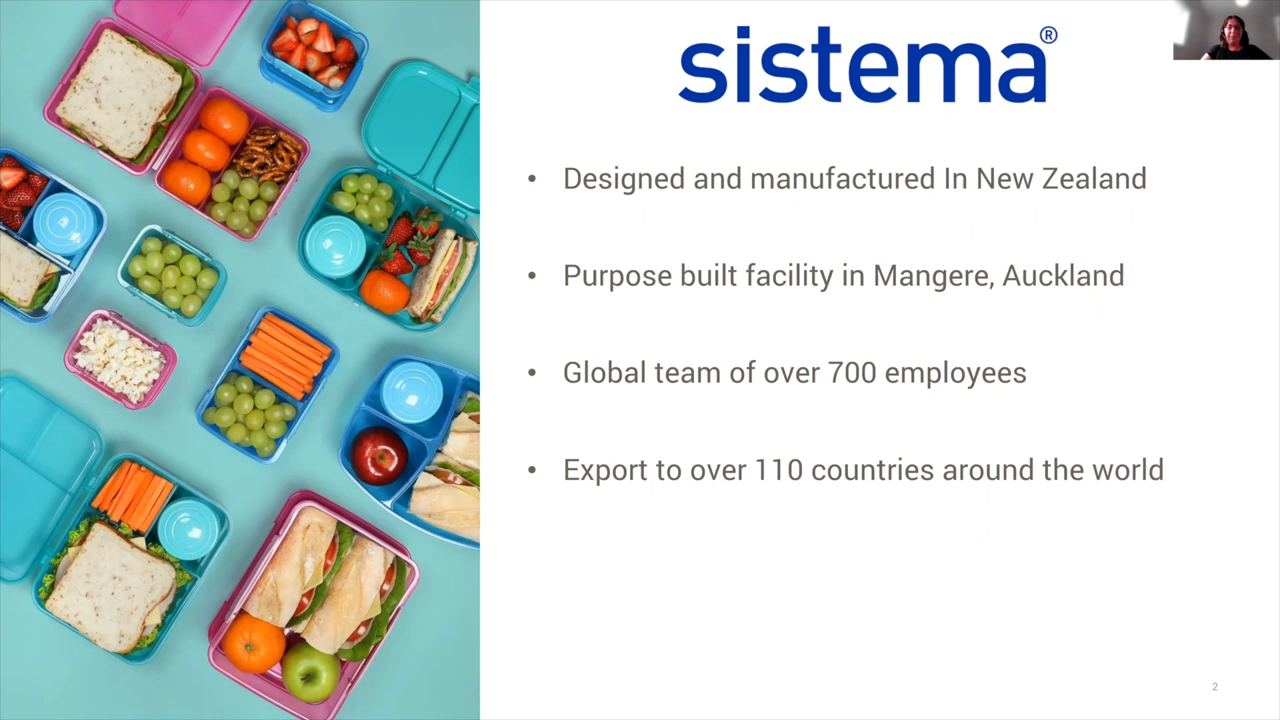 sistema®
• Designed and manufactured In New Zealand
• Purpose built facility in Mangere, Auckland
• Global team of over 700 employees
• Export to over 110 countries around the world
2